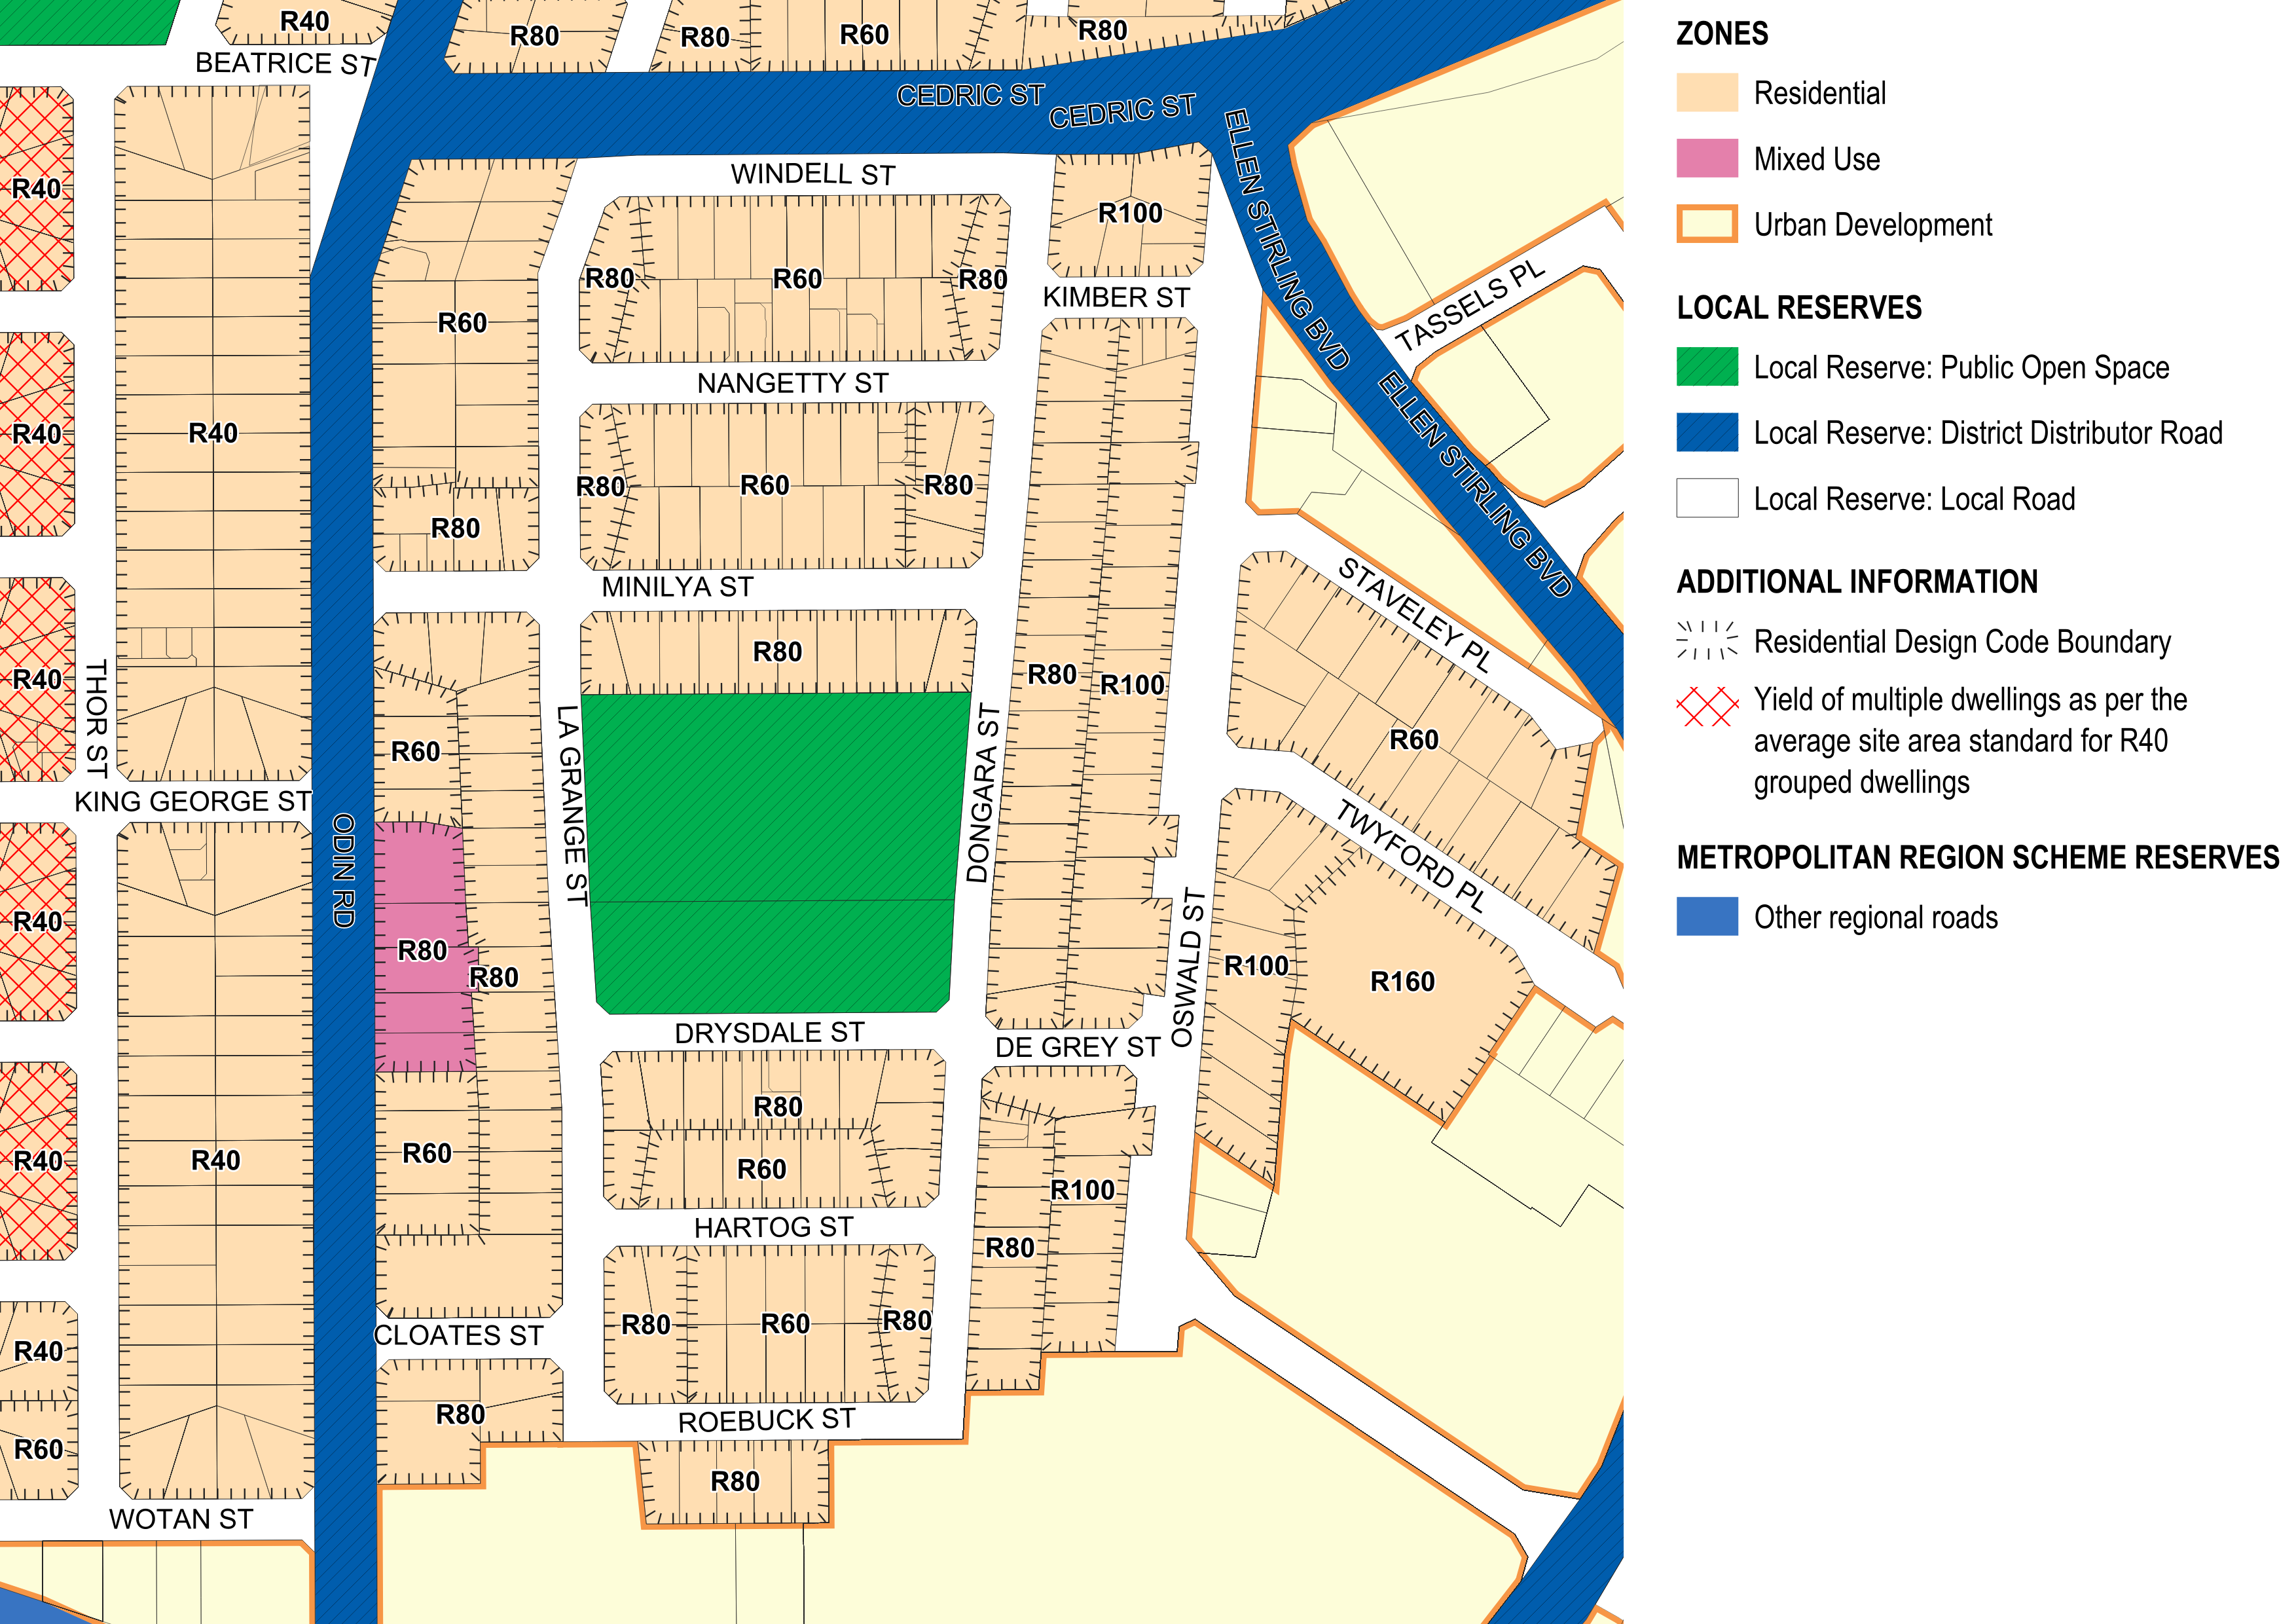 R40
R80
R80
R60
R80
BEATRICE ST
CEDRIC ST
CEDRIC ST
ELLEN STIRLING BVD
WINDELL ST
R40
R100
R80
R60
R80
KIMBER ST
TASSELS PL
R60
NANGETTY ST
R40
R40
ELLEN STIRLING BVD
R80
R60
R80
R80
MINILYA ST
STAVELEY PL
R80
R40
THOR ST
R80
R100
LA GRANGE ST
DONGARA ST
R60
R60
KING GEORGE ST
ODIN RD
TWYFORD PL
R40
R80
R80
OSWALD ST
R100
R160
DRYSDALE ST
DE GREY ST
R80
R40
R40
R60
R60
R100
HARTOG ST
R80
R80
R60
R80
CLOATES ST
R40
R80
ROEBUCK ST
R60
R80
WOTAN ST
ZONES
Residential
Mixed Use
Urban Development
LOCAL RESERVES
Local Reserve: Public Open Space
Local Reserve: District Distributor Road
Local Reserve: Local Road
ADDITIONAL INFORMATION
Residential Design Code Boundary
Yield of multiple dwellings as per the
average site area standard for R40
grouped dwellings
METROPOLITAN REGION SCHEME RESERVES
Other regional roads